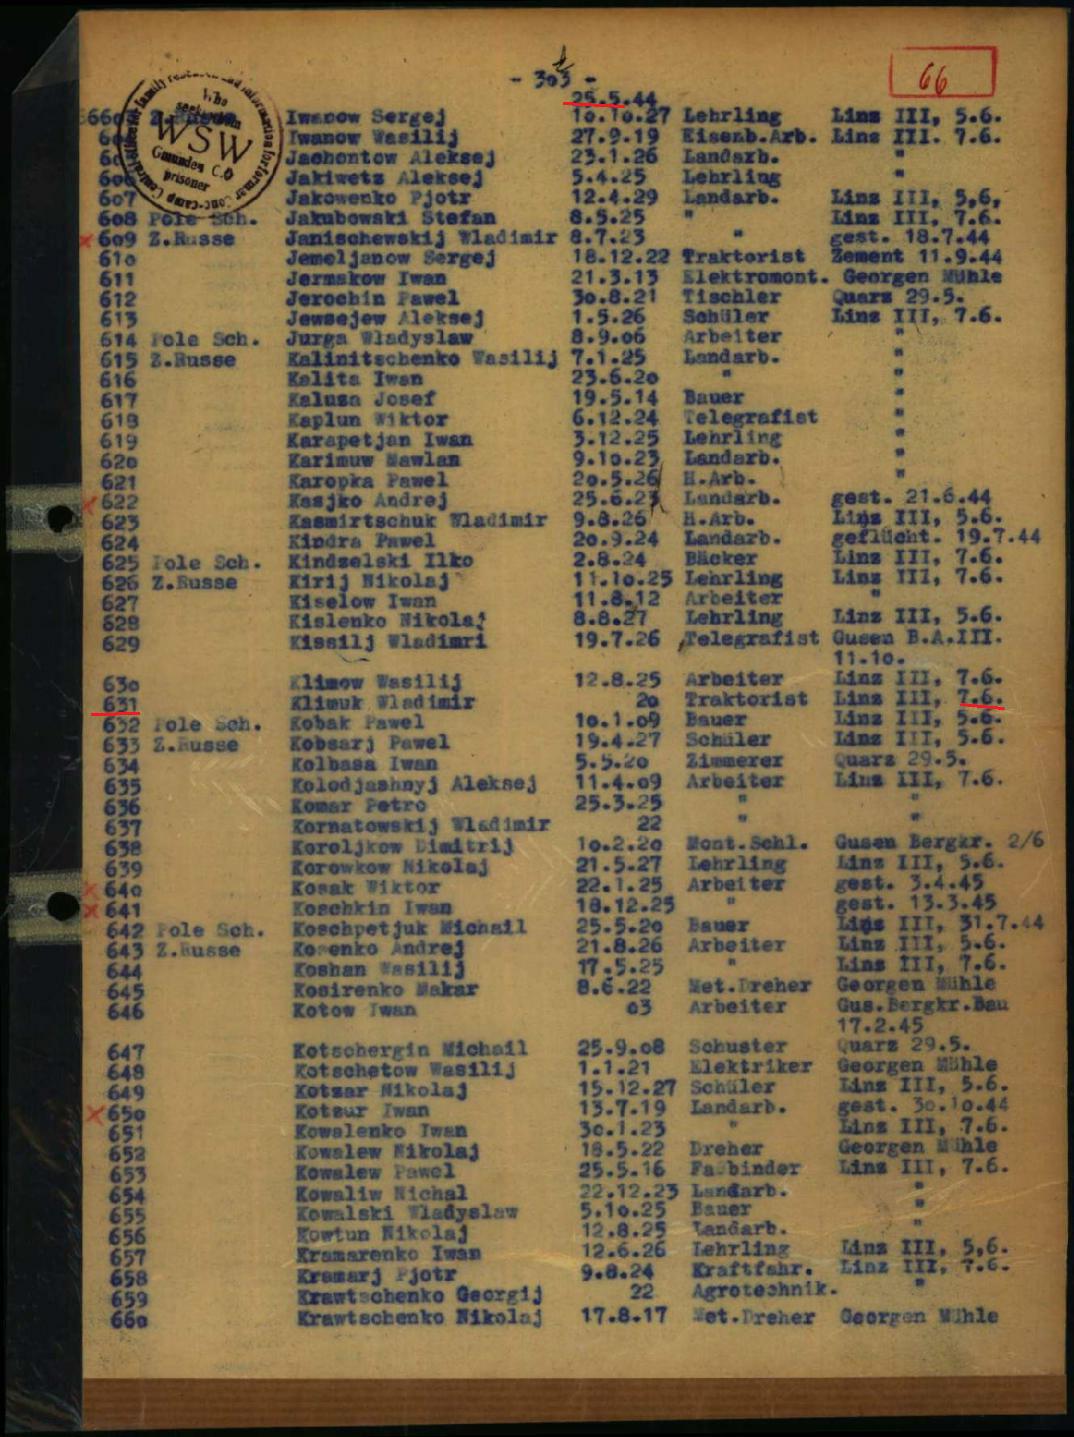 - 303 -
66
25.5.44
Who
seeks
WSW
Gmunden C.O
prisoner
Iwanow Sergej 10.10.27 Lehrling Linz III, 5.6.
Iwanow Wasilij 27.9.19 Eisenb.Arb. Linz III. 7.6.
Jachontow Aleksej 23.1.26 Landarb. "
Jakiwetz Aleksej 5.4.25 Lehrling "
607 Jakowenko Pjotr 12.4.29 Landarb. Linz III, 5,6,
608 Pole Sch. Jakubowski Stefan 8.5.25 " Linz III, 7.6.
609 Z.Russe Janischewskij Wladimir 8.7.23 " gest. 18.7.44
610 Jemeljanow Sergej 18.12.22 Traktorist Zement 11.9.44
611 Jermakow Iwan 21.3.13 Elektromont. Georgen Mühle
612 Jerochin Pawel 30.8.21 Tischler Quarz 29.5.
613 Jewsejew Aleksej 1.5.26 Schüler Linz III, 7.6.
614 Pole Sch. Jurga Wladyslaw 8.9.06 Arbeiter "
615 Z.Russe Kalinitschenko Wasilij 7.1.25 Landarb. "
616 Kalita Iwan 23.6.20 " "
617 Kaluza Josef 19.5.14 Bauer "
618 Kaplun Wiktor 6.12.24 Telegrafist "
619 Karapetjan Iwan 3.12.25 Lehrling "
620 Karimuw Mawlan 9.10.23 Landarb. "
621 Karopka Pawel 20.5.26 H.Arb. "
622 Kasjko Andrej 25.6.23 Landarb. gest. 21.6.44
623 Kasmirtschuk Wladimir 9.8.26 H.Arb. Linz III, 5.6.
624 Kindra Pawel 20.9.24 Landarb. geflücht. 19.7.44
625 Pole Sch. Kindzelski Ilko 2.8.24 Bäcker Linz III, 7.6.
626 Z.Russe Kirij Nikolaj 11.10.25 Lehrling Linz III, 7.6.
627 Kiselow Iwan 11.8.12 Arbeiter "
628 Kislenko Nikolaj 8.8.27 Lehrling Linz III, 5.6.
629 Kissilj Wladimri 19.7.26 Telegrafist Gusen B.A.III.
11.10.
630 Klimow Wasilij 12.8.25 Arbeiter Linz III, 7.6.
631 Klimuk Wladimir 20 Traktorist Linz III, 7.6.
632 Pole Sch. Kobak Pawel 10.1.09 Bauer Linz III, 5.6.
633 Z.Russe Kobsarj Pawel 19.4.27 Schüler Linz III, 5.6.
634 Kolbasa Iwan 5.5.20 Zimmerer Quarz 29.5.
635 Kolodjashnyj Aleksej 11.4.09 Arbeiter Linz III, 7.6.
636 Komar Petro 25.3.25 " "
637 Kornatowskij Wladimir 22 " "
638 Koroljkow Dimitrij 10.2.20 Mont.Schl. Gusen Bergkr. 2/6
639 Korowkow Nikolaj 21.5.27 Lehrling Linz III, 5.6.
640 Kosak Wiktor 22.1.25 Arbeiter gest. 3.4.45
641 Koschkin Iwan 18.12.25 " gest. 13.3.45
642 Pole Sch. Koschpetjuk Michail 25.5.20 Bauer Linz III, 31.7.44
643 Z.Russe Kosenko Andrej 21.8.26 Arbeiter Linz III, 5.6.
644 Koshan Wasilij 17.5.25 " Linz III, 7.6.
645 Kosirenko Makar 8.6.22 Met.Dreher Georgen Mühle
646 Kotow Iwan 03 Arbeiter Gus.Bergkr.Bau
17.2.45
647 Kotschergin Michail 25.9.08 Schuster Quarz 29.5.
648 Kotschetow Wasilij 1.1.21 Elektriker Georgen Mühle
649 Kotzar Nikolaj 15.12.27 Schüler Linz III, 5.6.
650 Kotzur Iwan 13.7.19 Landarb. gest. 30.10.44
651 Kowalenko Iwan 30.1.23 " Linz III, 7.6.
652 Kowalew Nikolaj 18.5.22 Dreher Georgen Mühle
653 Kowalew Pawel 25.5.16 Faßbinder Linz III, 7.6.
654 Kowaliw Michal 22.12.23 Landarb. "
655 Kowalski Wladyslaw 5.10.25 Bauer "
656 Kowtun Nikolaj 12.8.25 Landarb. "
657 Kramarenko Iwan 12.6.26 Lehrling Linz III, 5,6.
658 Kramarj Pjotr 9.8.24 Kraftfahr. Linz III, 7.6.
659 Krawtschenko Georgij 22 Agrotechnik. "
660 Krawtschenko Nikolaj 17.8.17 Met.Dreher Georgen Mühle